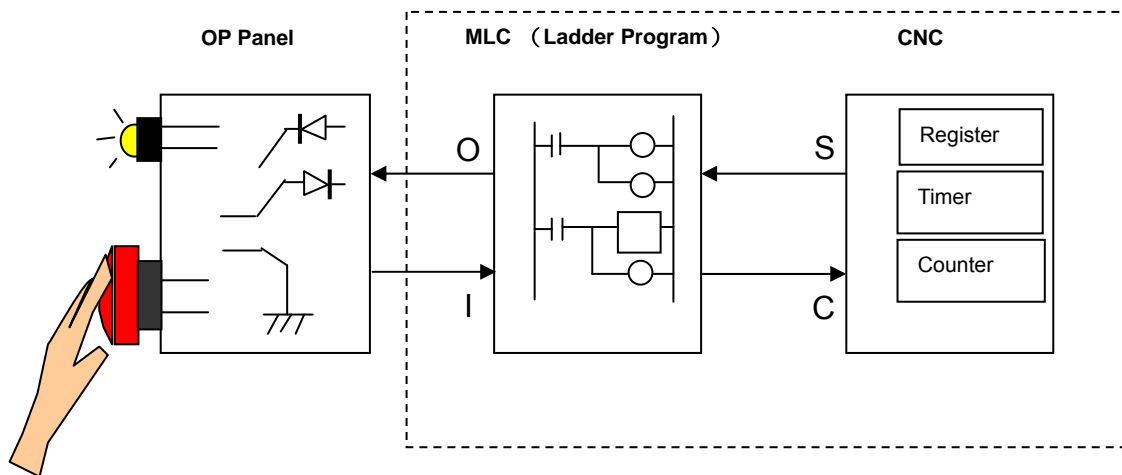 OP Panel
MLC （Ladder Program）
CNC
O
I
S
C
Register
Timer
Counter